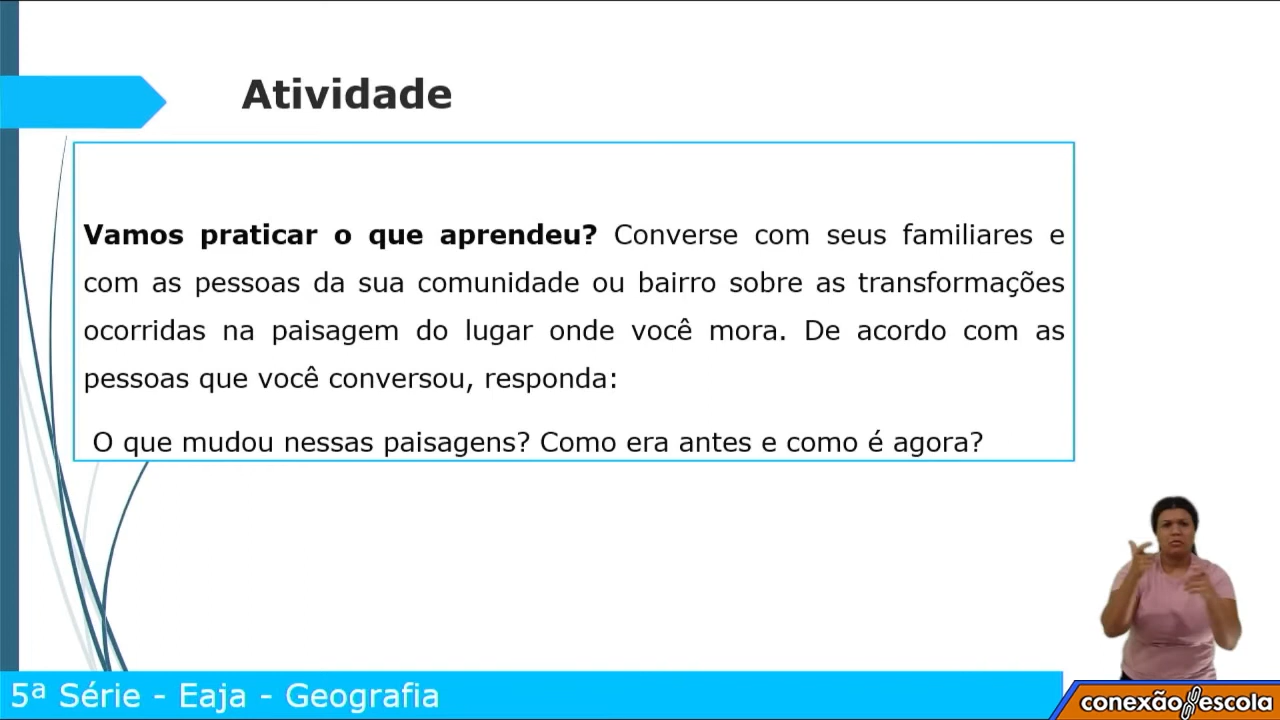 Atividade
Vamos praticar o que aprendeu? Converse com seus familiares e
com as pessoas da sua comunidade ou bairro sobre as transformações
ocorridas na paisagem do lugar onde você mora. De acordo com as
pessoas que você conversou, responda:
O que mudou nessas paisagens? Como era antes e como é agora?
5ª Série - Eaja - Geografia
conexão escola